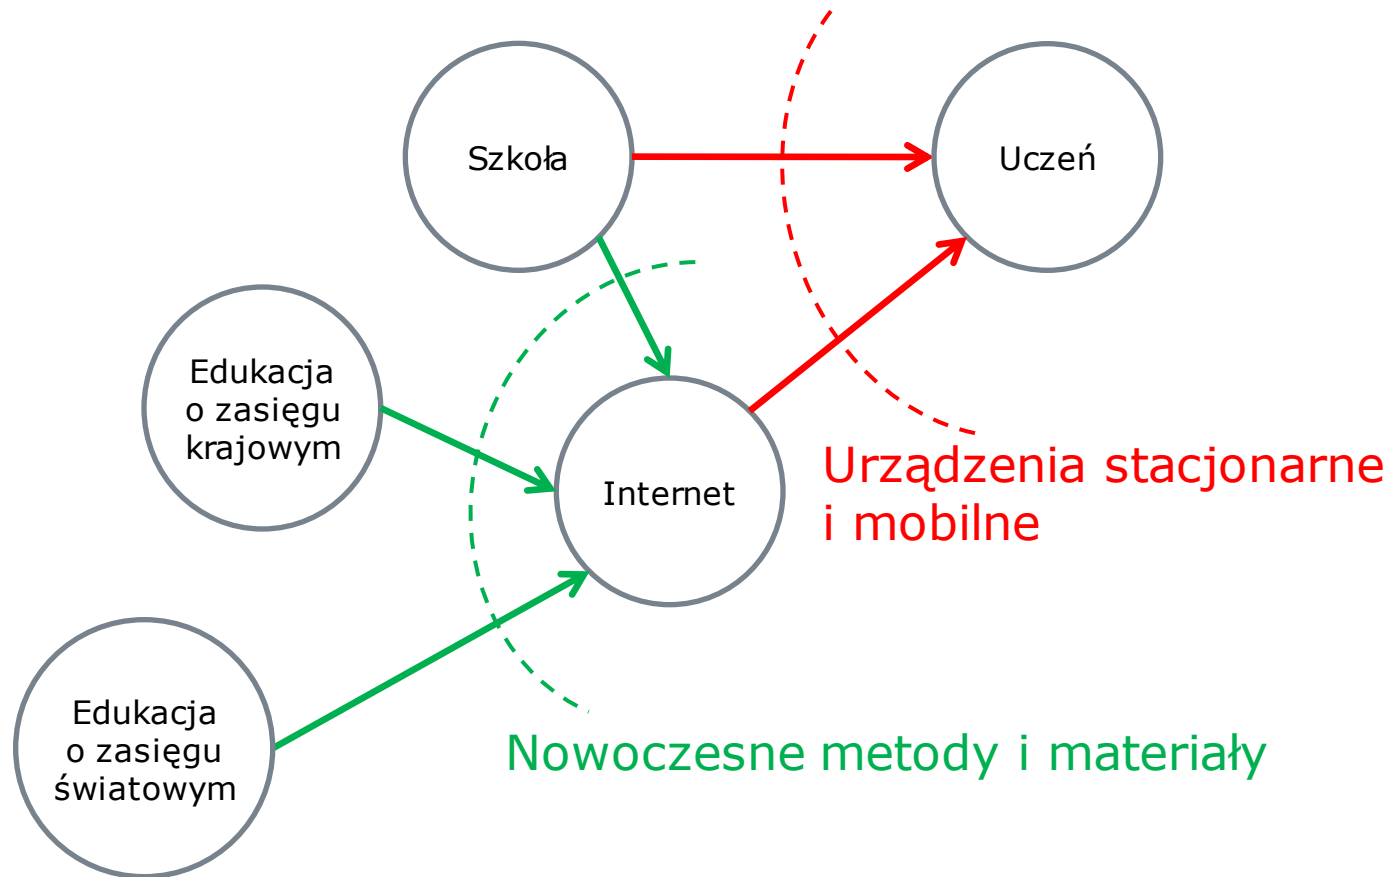 Szkoła
Uczeń
Edukacja
o zasięgu
krajowym
Internet
Urządzenia stacjonarne
i mobilne
Edukacja
o zasięgu
światowym
Nowoczesne metody i materiały